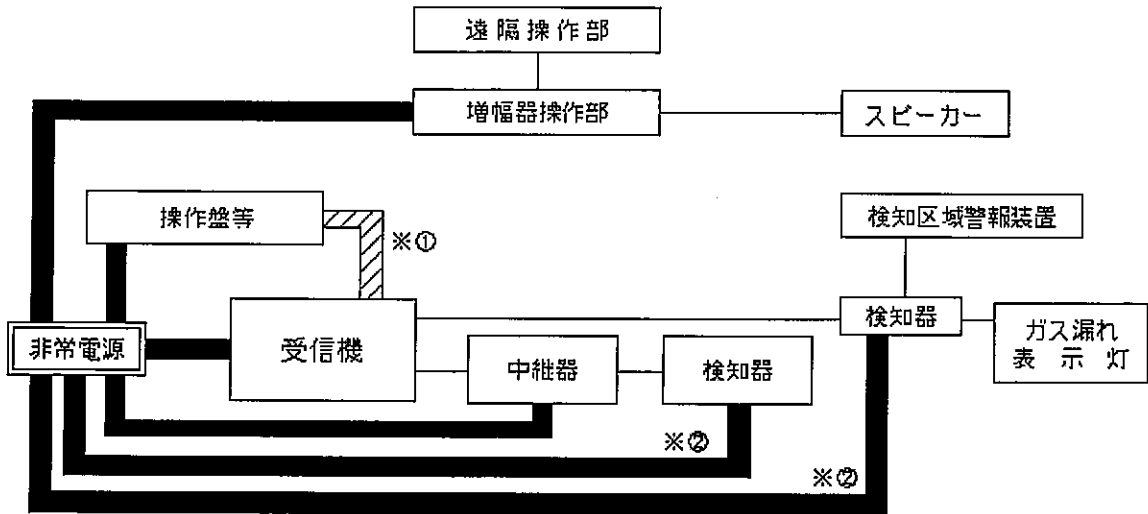 遠隔操作部
増幅器操作部
スピーカー
操作盤等
※①
検知区域警報装置
非常電源
受信機
中継器
検知器
検知器
ガス漏れ
表示灯
※②
※②